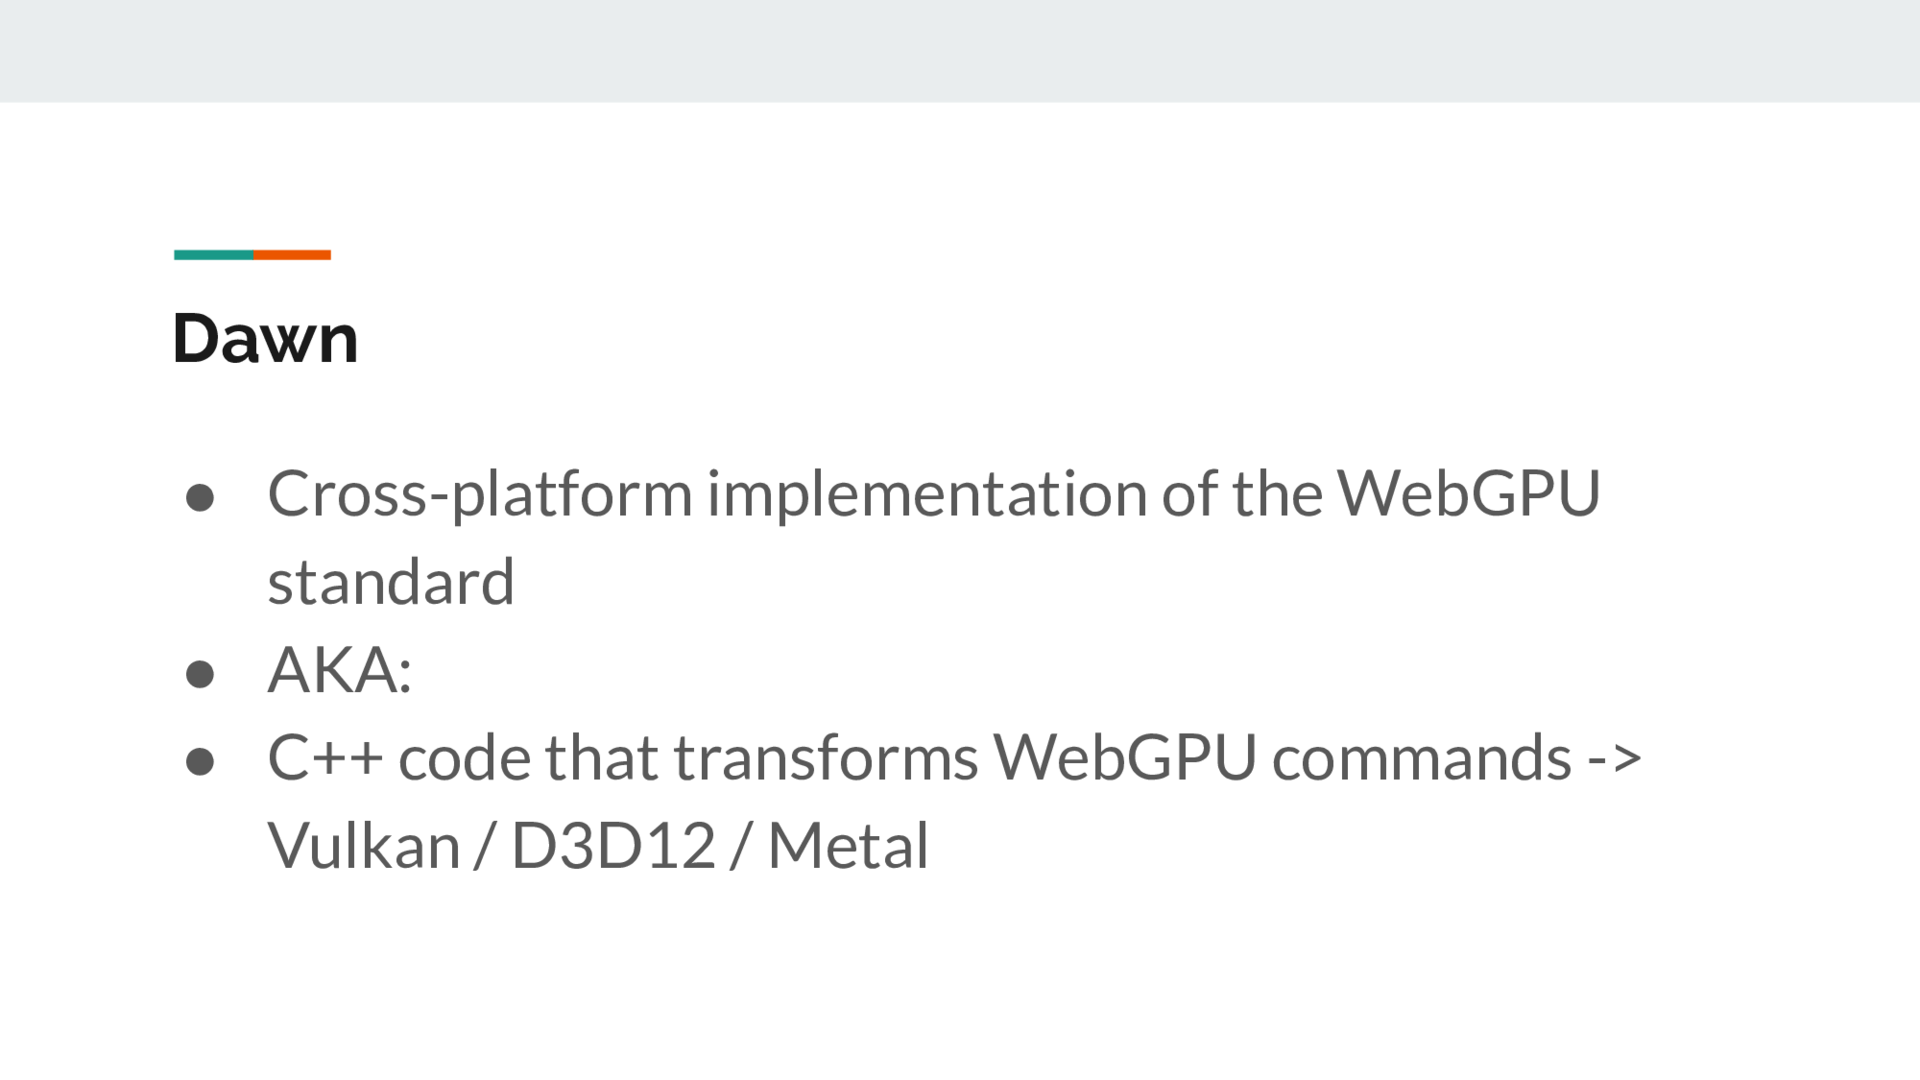 Dawn
● Cross-platform implementation of the WebGPU
standard
● AKA:
● C++ code that transforms WebGPU commands ->
Vulkan / D3D12 / Metal